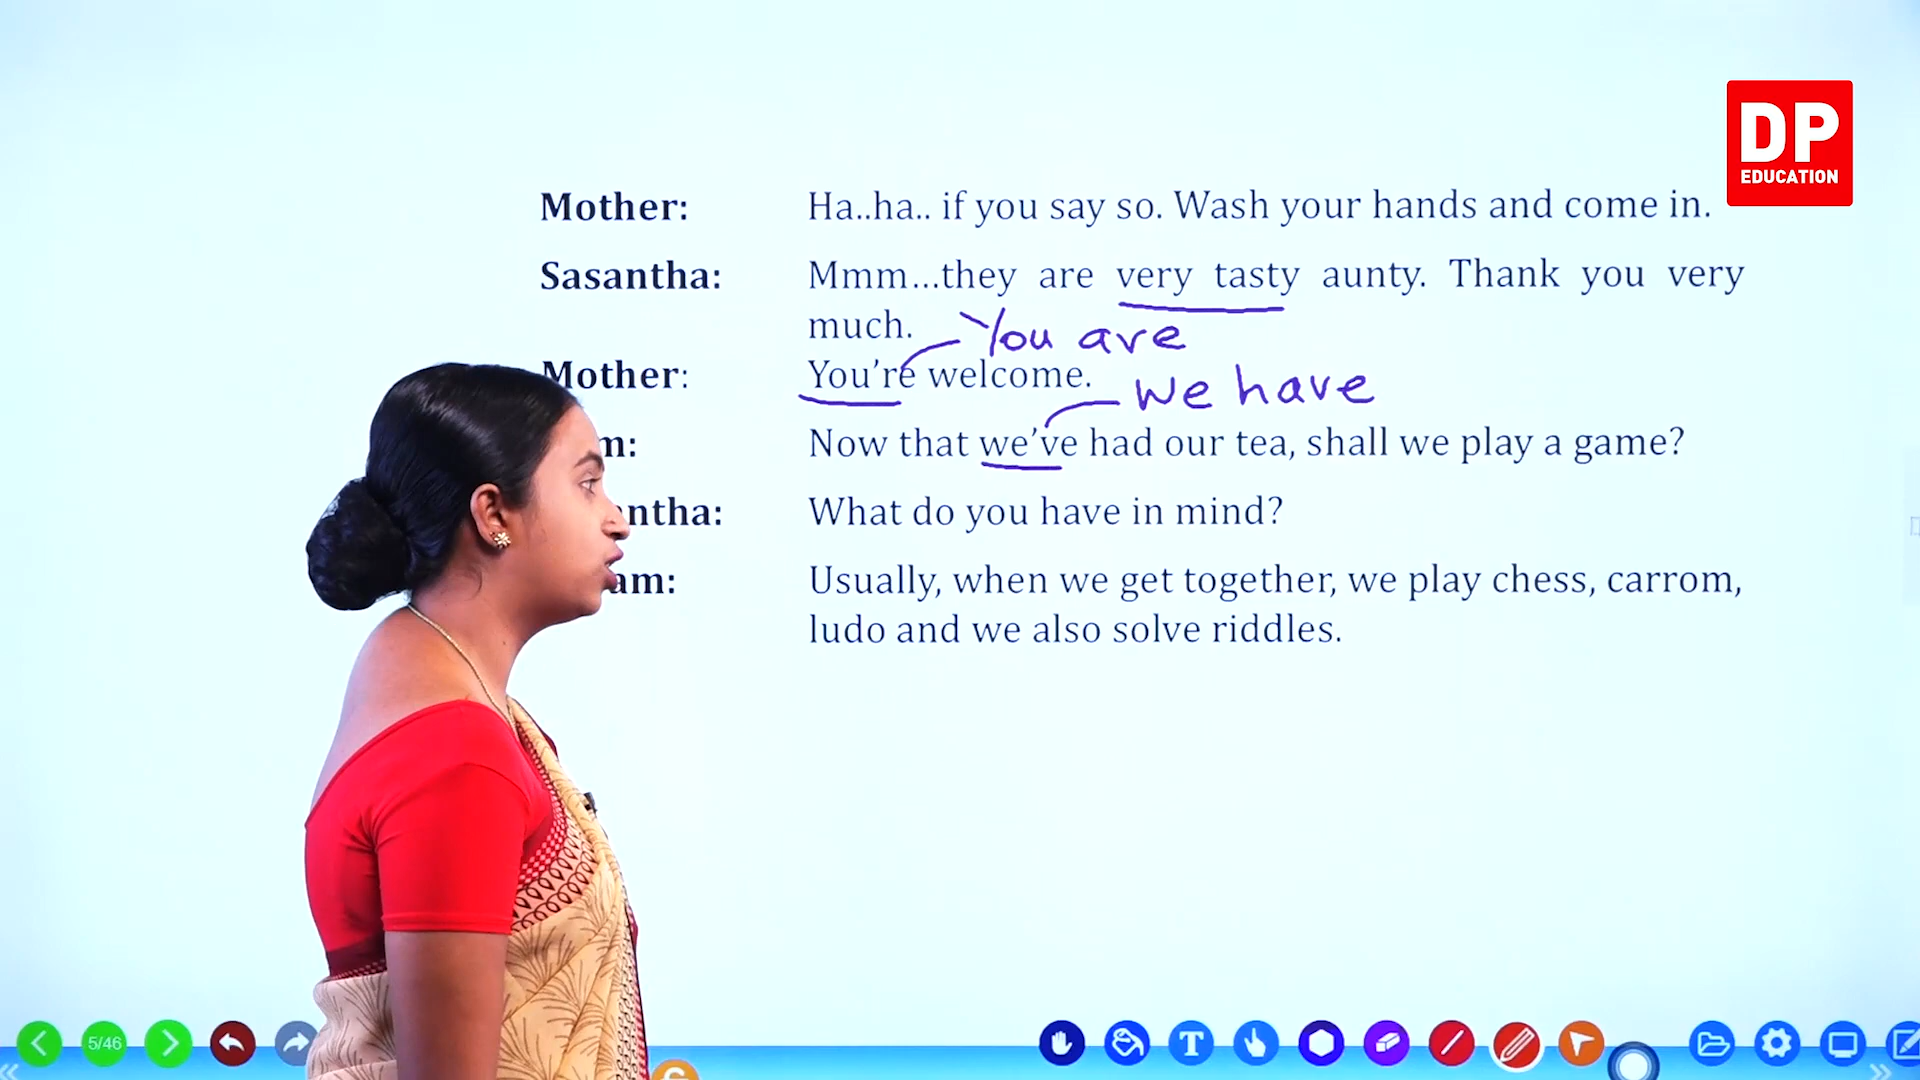 DP
EDUCATION
Mother: Ha..ha.. if you say so. Wash your hands and come in.
Sasantha: Mmm...they are very tasty aunty. Thank you very
much.
You are
Mother: You're welcome.
We have
m: Now that we've had our tea, shall we play a game?
ntha: What do you have in mind?
am: Usually, when we get together, we play chess, carrom,
ludo and we also solve riddles.
5/46
T